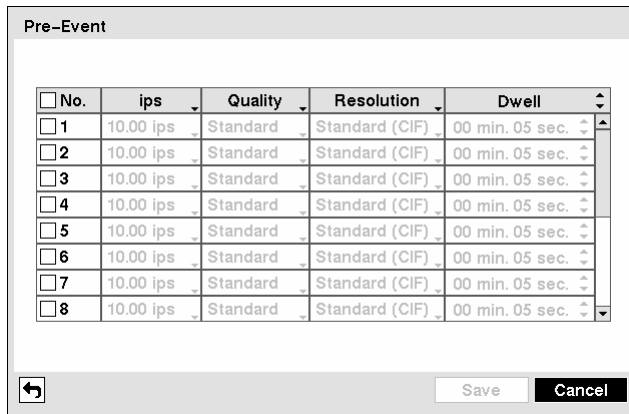 Pre-Event
No. ips Quality Resolution Dwell
1 10.00 ips Standard Standard (CIF) 00 min. 05 sec.
2 10.00 ips Standard Standard (CIF) 00 min. 05 sec.
3 10.00 ips Standard Standard (CIF) 00 min. 05 sec.
4 10.00 ips Standard Standard (CIF) 00 min. 05 sec.
5 10.00 ips Standard Standard (CIF) 00 min. 05 sec.
6 10.00 ips Standard Standard (CIF) 00 min. 05 sec.
7 10.00 ips Standard Standard (CIF) 00 min. 05 sec.
8 10.00 ips Standard Standard (CIF) 00 min. 05 sec.
Save Cancel